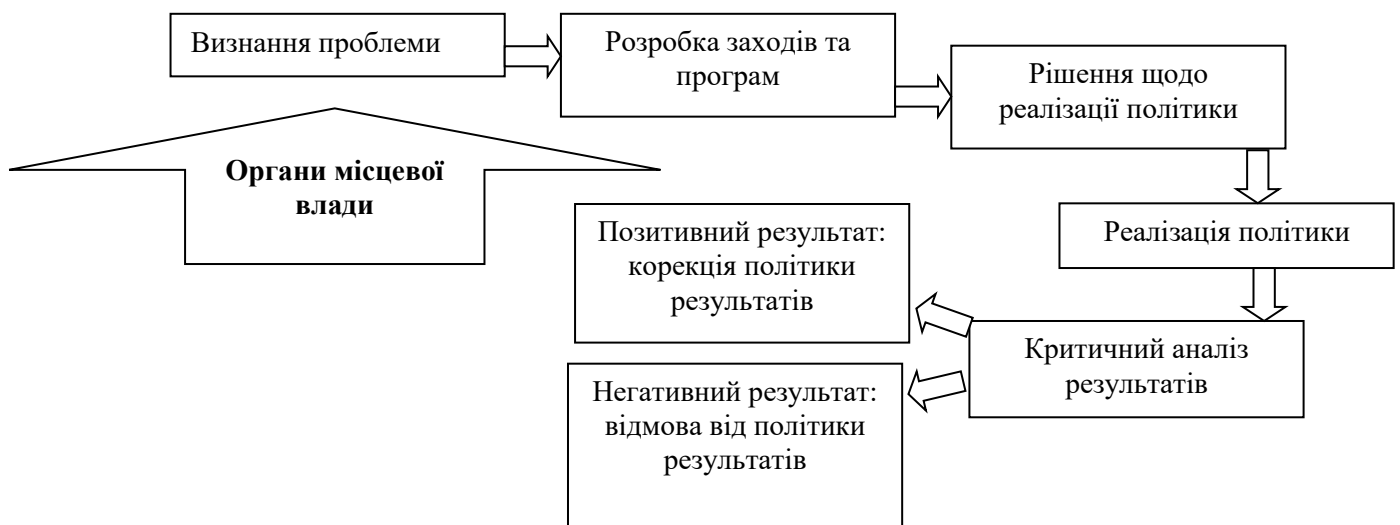 Визнання проблеми
Розробка заходів та
програм
Рішення щодо
реалізації політики
Органи місцевої
влади
Реалізація політики
Позитивний результат:
корекція політики
результатів
Критичний аналіз
результатів
Негативний результат:
відмова від політики
результатів